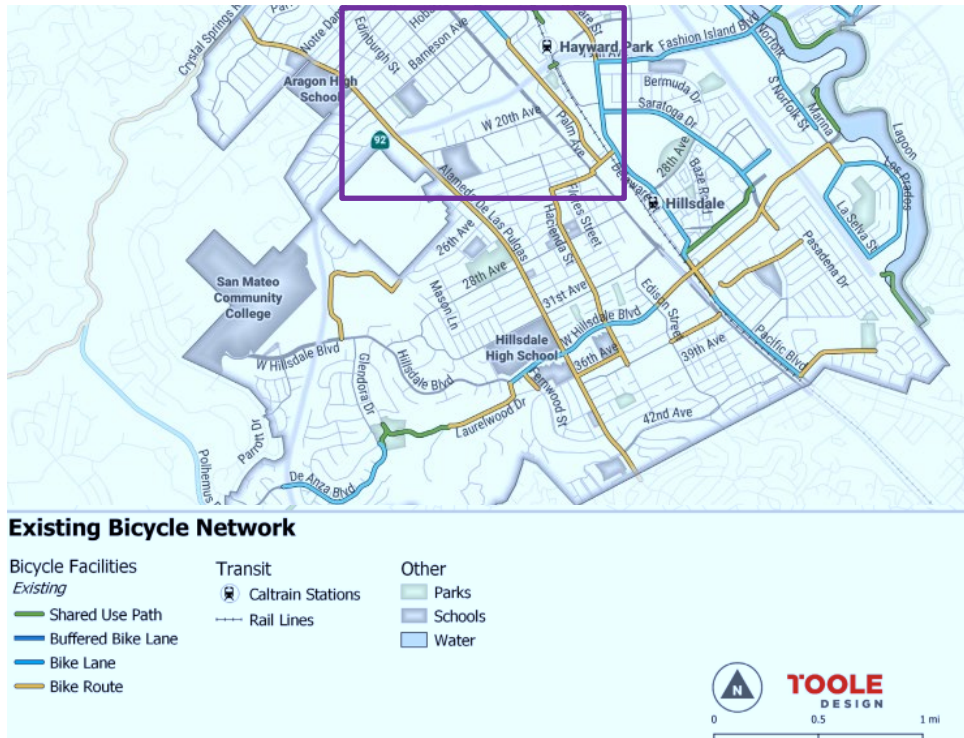 Crystal Springs R
Notre Da
Edinburgh St
Hoba
Barneson Ave
Hayward Park
Fashion Island Blvd
Norfolk
S Norfolk St
Marina
Lagoon
Los Prados
La Selva St
Aragon High
School
Bermuda Dr
Saratoga Dr
W 20th Ave
Palm Ave
92
28th Ave
Baze Road
Hillsdale
Alameda De Las Pulgas
Flores Street
Hacienda St
26th Ave
28th Ave
31st Ave
Mason Ln
Pasadena Dr
San Mateo
Community
College
Edison Street
W Hillsdale Blvd
Hillsdale
High School
36th Ave
39th Ave
Pacific Blvd
W Hillsdale Blvd
Hillsdale Blvd
Glendora Dr
Fernwood St
Laurelwood Dr
42nd Ave
Parrott Dr
Polhemus
De Anza Blvd
Existing Bicycle Network
Bicycle Facilities
Existing
Shared Use Path
Buffered Bike Lane
Bike Lane
Bike Route
Transit
Caltrain Stations
Rail Lines
Other
Parks
Schools
Water
N
TOOLE
DESIGN
0 0.5 1 mi